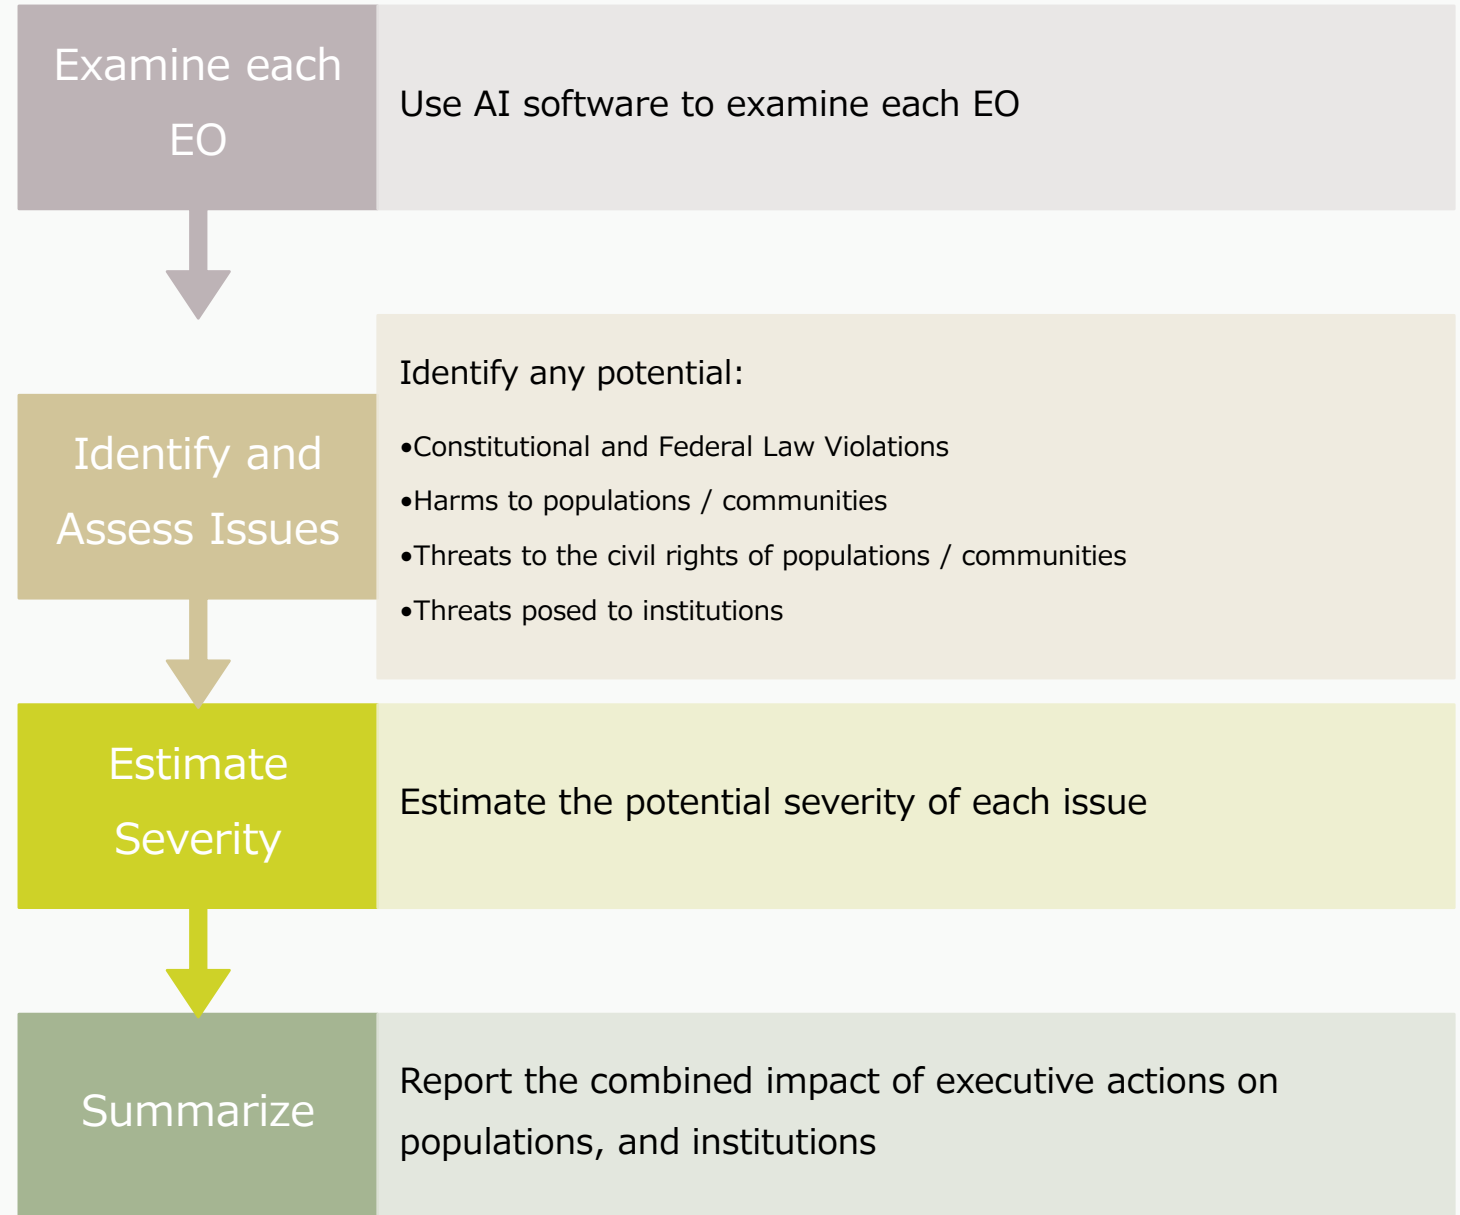 Examine each
EO
Use AI software to examine each EO
Identify and
Assess Issues
Identify any potential:
•Constitutional and Federal Law Violations
•Harms to populations / communities
•Threats to the civil rights of populations / communities
•Threats posed to institutions
Estimate
Severity
Estimate the potential severity of each issue
Summarize
Report the combined impact of executive actions on
populations, and institutions